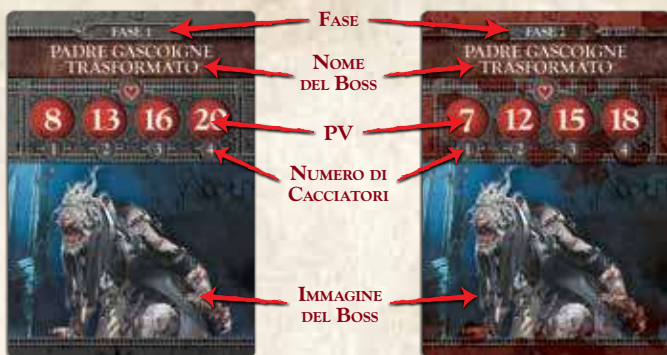 FASE 1
PADRE GASCOIGNE
TRASFORMATO
8 13 16 20
1 2 3 4
FASE
NOME
DEL BOSS
PV
NUMERO DI
CACCIATORI
IMMAGINE
DEL BOSS
FASE 2
PADRE GASCOIGNE
TRASFORMATO
7 12 15 18
1 2 3 4